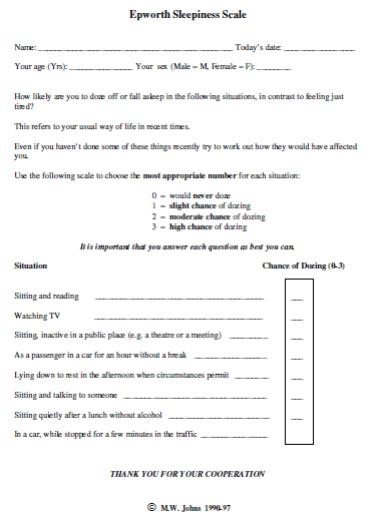 Epworth Sleepiness Scale
Name: Today's date:
Your age (Yrs): Your sex (Male = M, Female = F):
How likely are you to doze off or fall asleep in the following situations, in contrast to feeling just
tired?
This refers to your usual way of life in recent times.
Even if you haven't done some of these things recently try to work out how they would have affected
you.
Use the following scale to choose the most appropriate number for each situation:
0 = would never doze
1 = slight chance of dozing
2 = moderate chance of dozing
3 = high chance of dozing
It is important that you answer each question as best you can.
Situation Chance of Dozing (0-3)
Sitting and reading
Watching TV
Sitting, inactive in a public place (e.g. a theatre or a meeting)
As a passenger in a car for an hour without a break
Lying down to rest in the afternoon when circumstances permit
Sitting and talking to someone
Sitting quietly after a lunch without alcohol
In a car, while stopped for a few minutes in the traffic
THANK YOU FOR YOUR COOPERATION
© M.W. Johns 1990-97